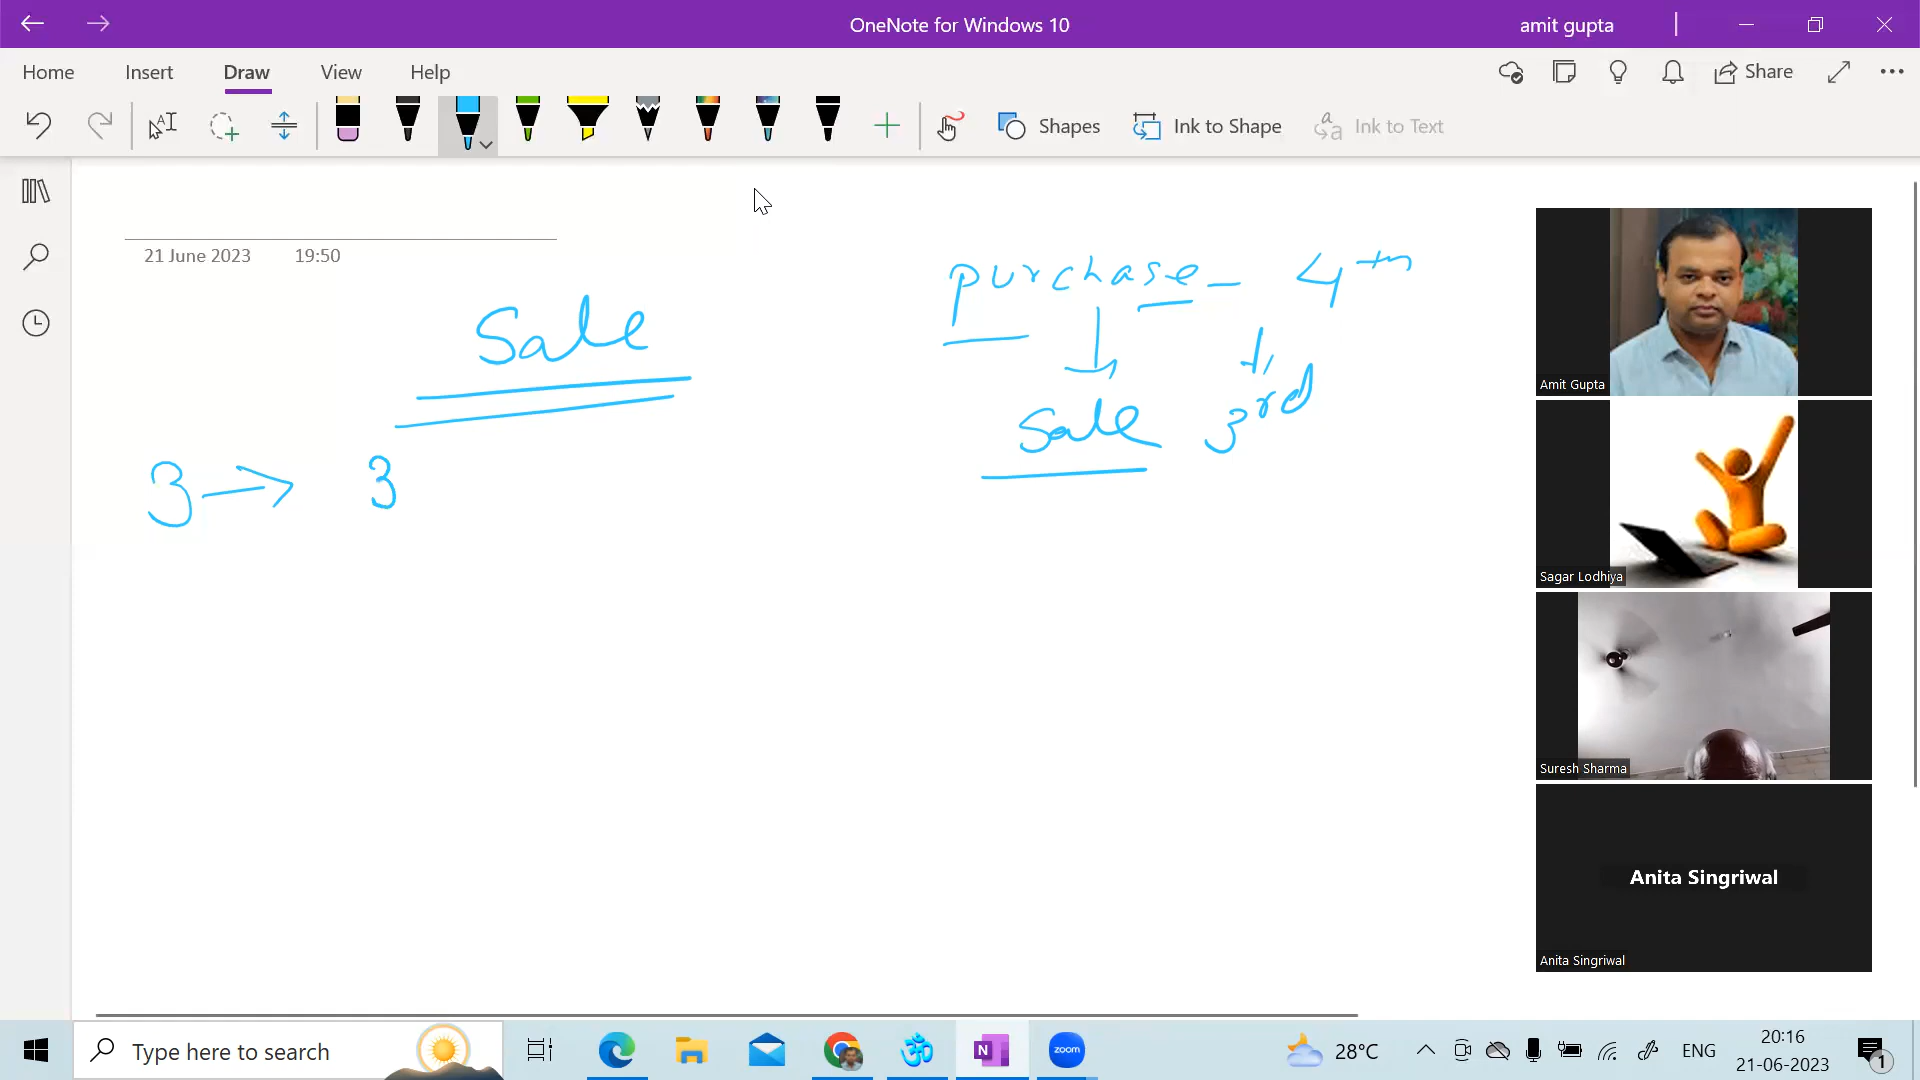 OneNote for Windows 10
amit gupta
Home Insert Draw View Help
Share
Shapes
Ink to Shape
Ink to Text
21 June 2023 19:50
Sale
3 → 3
purchase – 4th
↓
Sale 3rd
Amit Gupta
Sagar Lodhiya
Suresh Sharma
Anita Singriwal
Anita Singriwal
Type here to search
zoom
28°C
ENG
20:16
21-06-2023
1